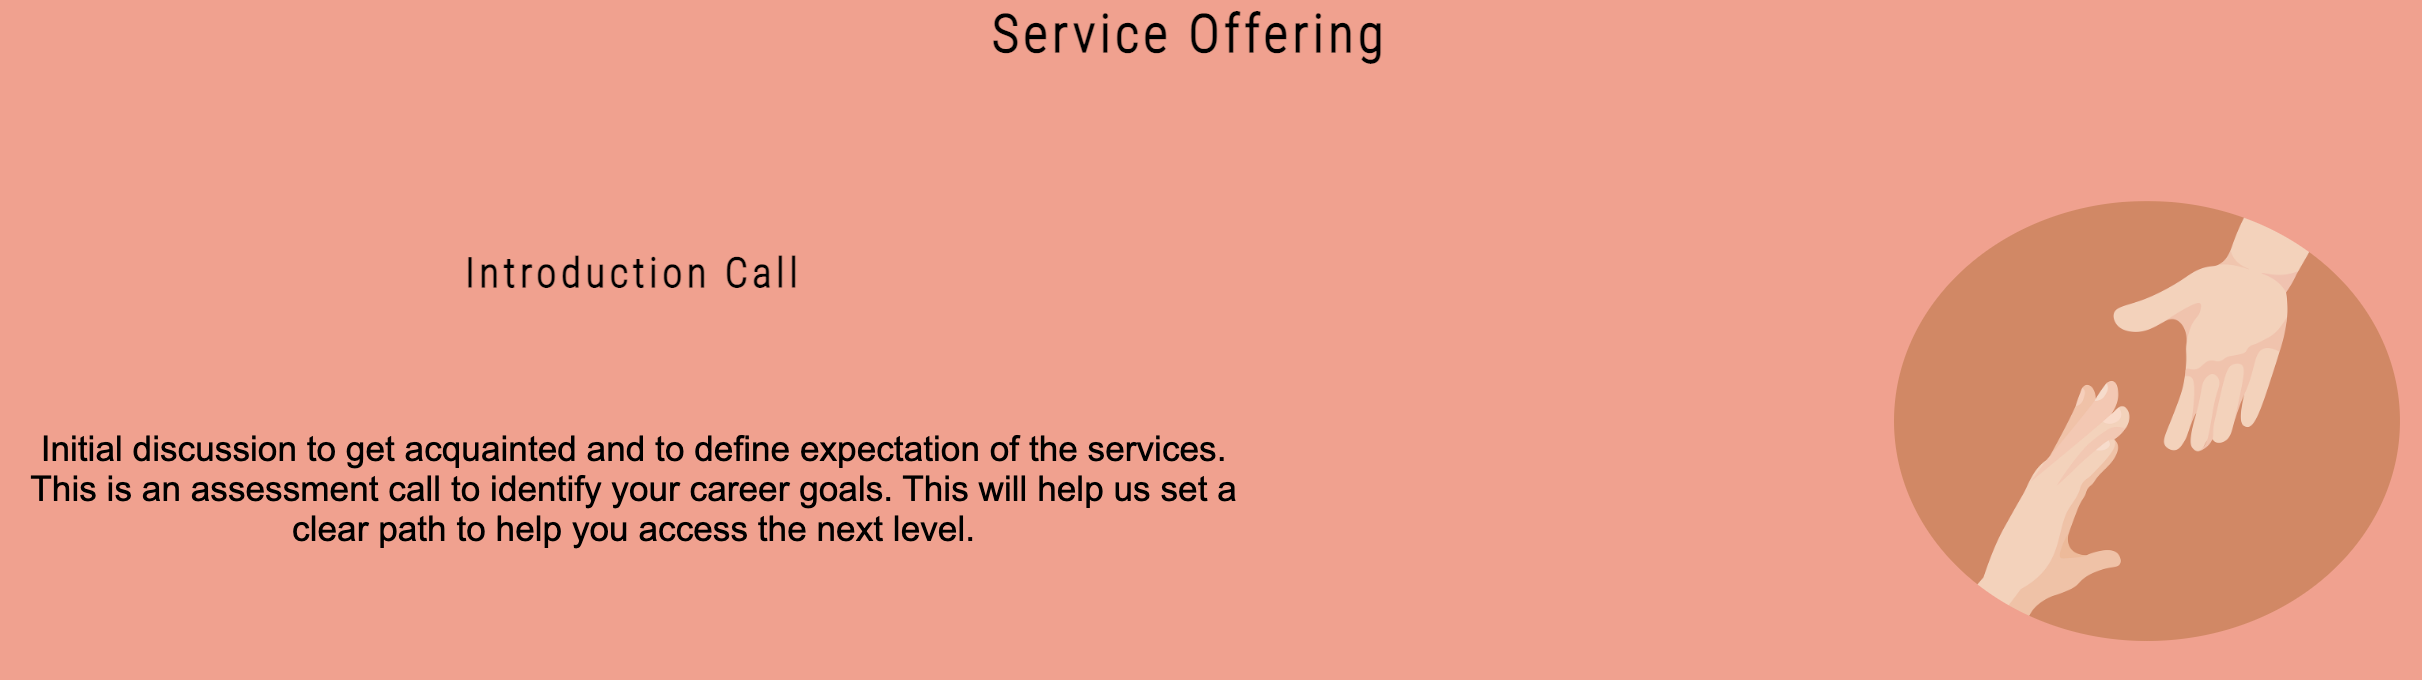 Service Offering
Introduction Call
Initial discussion to get acquainted and to define expectation of the services.
This is an assessment call to identify your career goals. This will help us set a
clear path to help you access the next level.